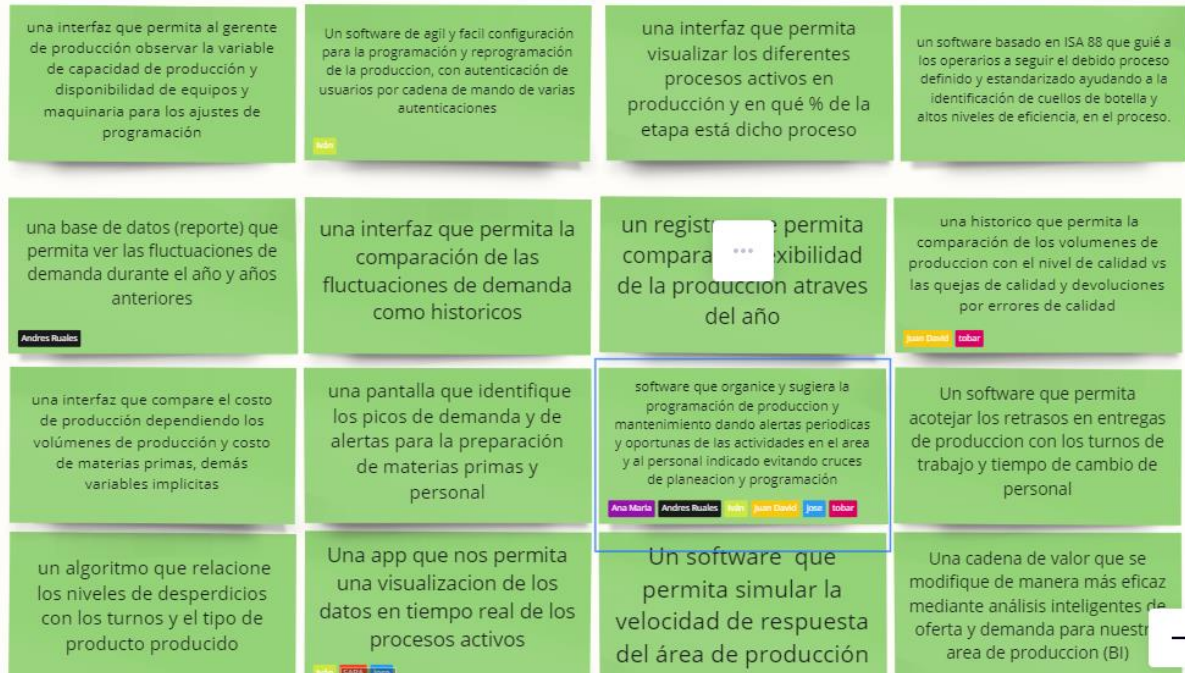 una interfaz que permita al gerente
de producción observar la variable
de capacidad de producción y
disponibilidad de equipos y
maquinaria para los ajustes de
programación
Un software de agil y facil configuración
para la programación y reprogramación
de la produccion, con autenticación de
usuarios por cadena de mando de varias
autenticaciones
Iván
una interfaz que permita
visualizar los diferentes
procesos activos en
producción y en qué % de la
etapa está dicho proceso
un software basado en ISA 88 que guié a
los operarios a seguir el debido proceso
definido y estandarizado ayudando a la
identificación de cuellos de botella y
altos niveles de eficiencia, en el proceso.
una base de datos (reporte) que
permita ver las fluctuaciones de
demanda durante el año y años
anteriores
Andres Ruales
una interfaz que permita la
comparación de las
fluctuaciones de demanda
como historicos
un permita
de la produccion atraves
del año
una historico que permita la
comparación de los volumenes de
produccion con el nivel de calidad vs
las quejas de calidad y devoluciones
por errores de calidad
Juan David tobar
una interfaz que compare el costo
de producción dependiendo los
volúmenes de producción y costo
de materias primas, demás
variables implicitas
una pantalla que identifique
los picos de demanda y de
alertas para la preparación
de materias primas y
personal
software que organice y sugiera la
programación de produccion y
mantenimiento dando alertas periodicas
y oportunas de las actividades en el area
y al personal indicado evitando cruces
de planeacion y programación
Ana María Andres Ruales Iván Juan David Jose tobar
Un software que permita
acotejar los retrasos en entregas
de produccion con los turnos de
trabajo y tiempo de cambio de
personal
un algoritmo que relacione
los niveles de desperdicios
con los turnos y el tipo de
producto producido
Una app que nos permita
una visualizacion de los
datos en tiempo real de los
procesos activos
Un software que
permita simular la
velocidad de respuesta
del área de producción
Una cadena de valor que se
modifique de manera más eficaz
mediante análisis inteligentes de
oferta y demanda para
area de produccion (BI)